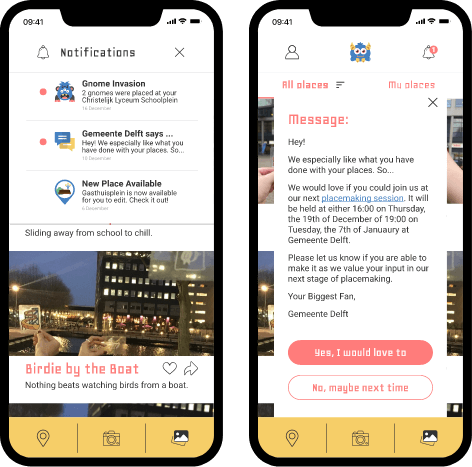 09:41
Notifications
Gnome Invasion
2 gnomes were placed at your
Christelijk Lyceum Schoolplein
16 December
Gemeente Delft says ...
Hey! We especially like what you
have done with your places. So...
10 December
New Place Available
Gasthuisplein is now available
for you to edit. Check it out!
6 December
Sliding away from school to chill.
Birdie by the Boat
Nothing beats watching birds from a boat.
09:41
All places
My places
Message:
Hey!
We especially like what you have
done with your places. So...
We would love if you could join us at
our next placemaking session. It will
be held at either 16:00 on Thursday,
the 19th of December of 19:00 on
Tuesday, the 7th of Januaury at
Gemeente Delft.
Please let us know if you are able to
make it as we value your input in our
next stage of placemaking.
Your Biggest Fan,
Gemeente Delft
Yes, I would love to
No, maybe next time